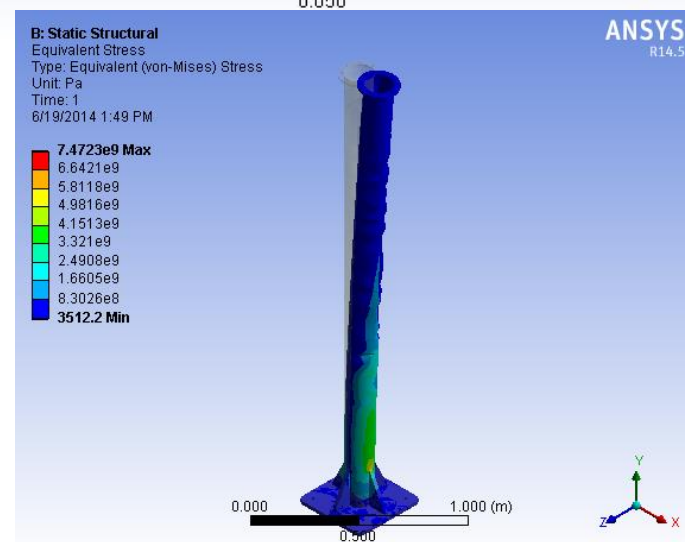 0.050
B: Static Structural
Equivalent Stress
Type: Equivalent (von-Mises) Stress
Unit: Pa
Time: 1
6/19/2014 1:49 PM
ANSYS
R14.5
7.4723e9 Max
6.6421e9
5.8118e9
4.9816e9
4.1513e9
3.321e9
2.4908e9
1.6605e9
8.3026e8
3512.2 Min
0.000
1.000 (m)
0.500
Y
Z
X